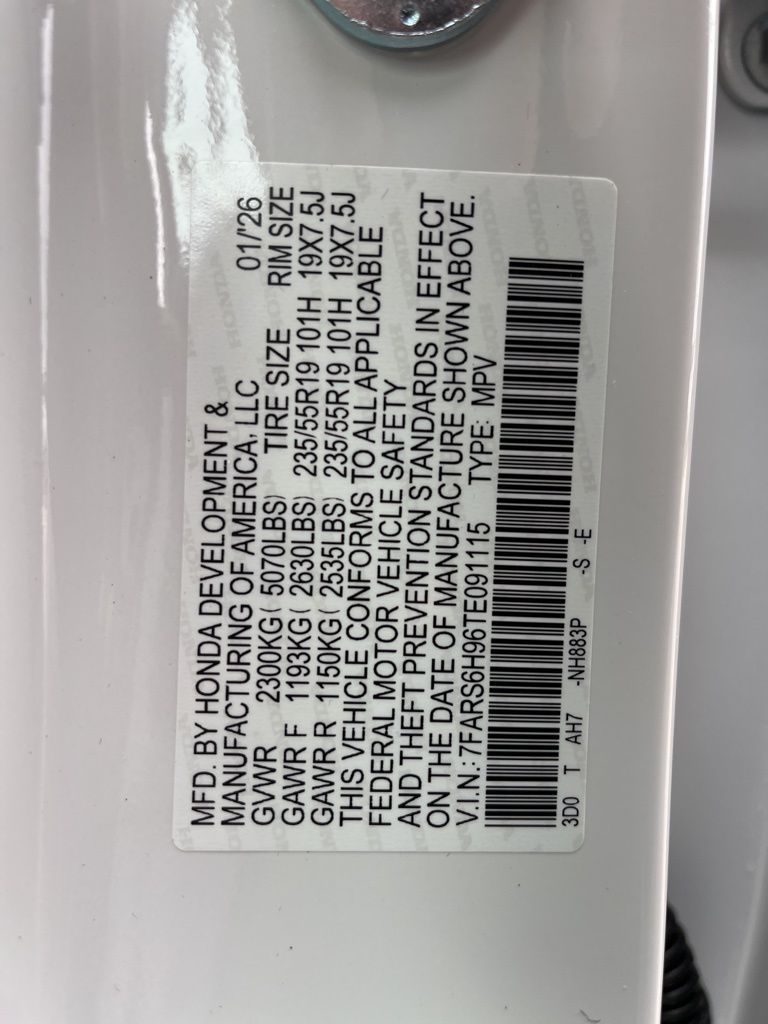 MFD. BY HONDA DEVELOPMENT &
MANUFACTURING OF AMERICA, LLC 01/'26
GVWR 2300KG( 5070LBS) TIRE SIZE RIM SIZE
GAWR F 1193KG( 2630LBS) 235/55R19 101H 19X7.5J
GAWR R 1150KG( 2535LBS) 235/55R19 101H 19X7.5J
THIS VEHICLE CONFORMS TO ALL APPLICABLE
FEDERAL MOTOR VEHICLE SAFETY
AND THEFT PREVENTION STANDARDS IN EFFECT
ON THE DATE OF MANUFACTURE SHOWN ABOVE.
V.I.N.: 7FARS6H96TE091115 TYPE: MPV
3D0 T AH7 -NH883P -S -E